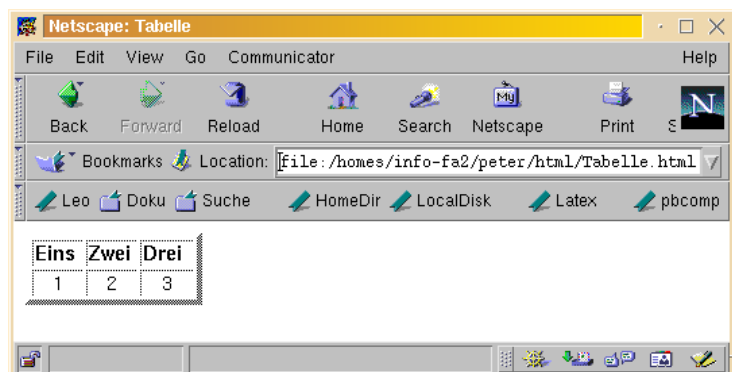 Netscape: Tabelle
File Edit View Go Communicator Help
My N
Back Forward Reload Home Search Netscape Print S
Bookmarks Location: file:/homes/info-fa2/peter/html/Tabelle.html
Leo Doku Suche HomeDir LocalDisk Latex pbcomp
Eins Zwei Drei
1 2 3